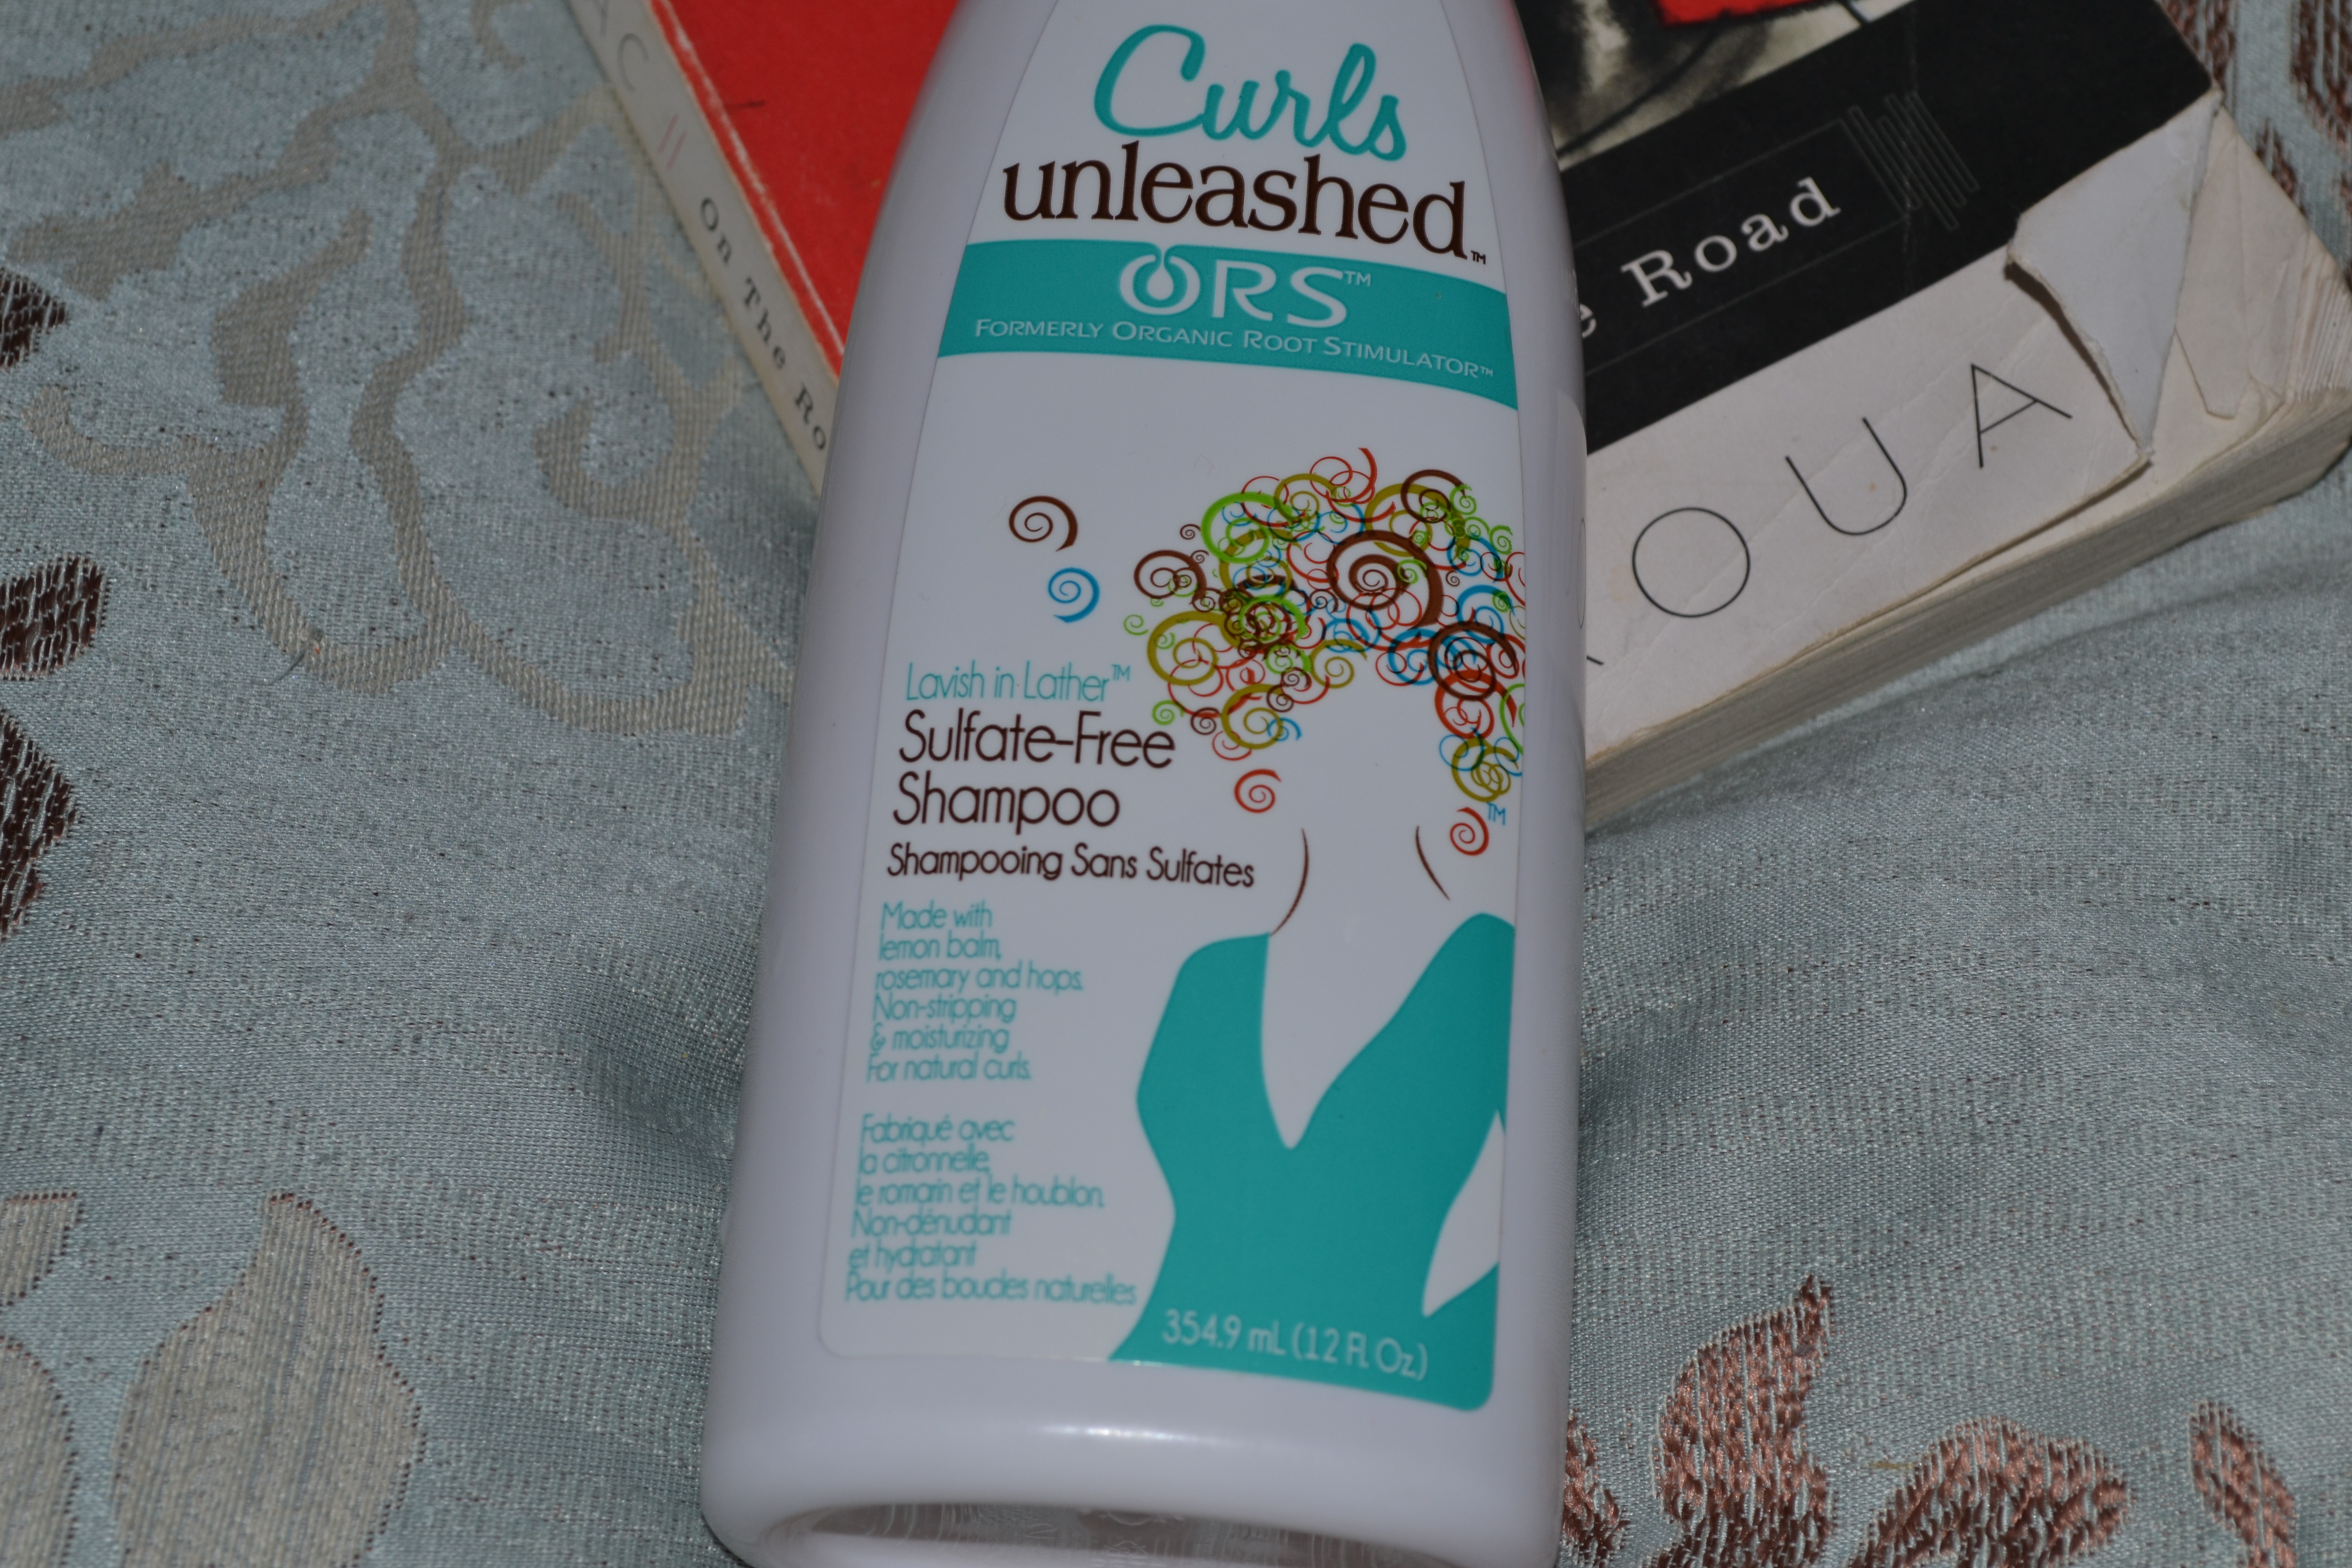 Curls
unleashed™
ORS™
FORMERLY ORGANIC ROOT STIMULATOR™
Lavish in Lather™
Sulfate-Free
Shampoo
Shampooing Sans Sulfates
Made with
lemon balm,
rosemary and hops.
Non-stripping
& moisturizing
For natural curls.
Fabriqué avec
la citronnelle,
le romarin et le houblon.
Non-dénudant
et hydratant
Pour des boucles naturelles
TM
354.9 mL (12 Fl. Oz.)
AC || On The Ro
e Road
OUA